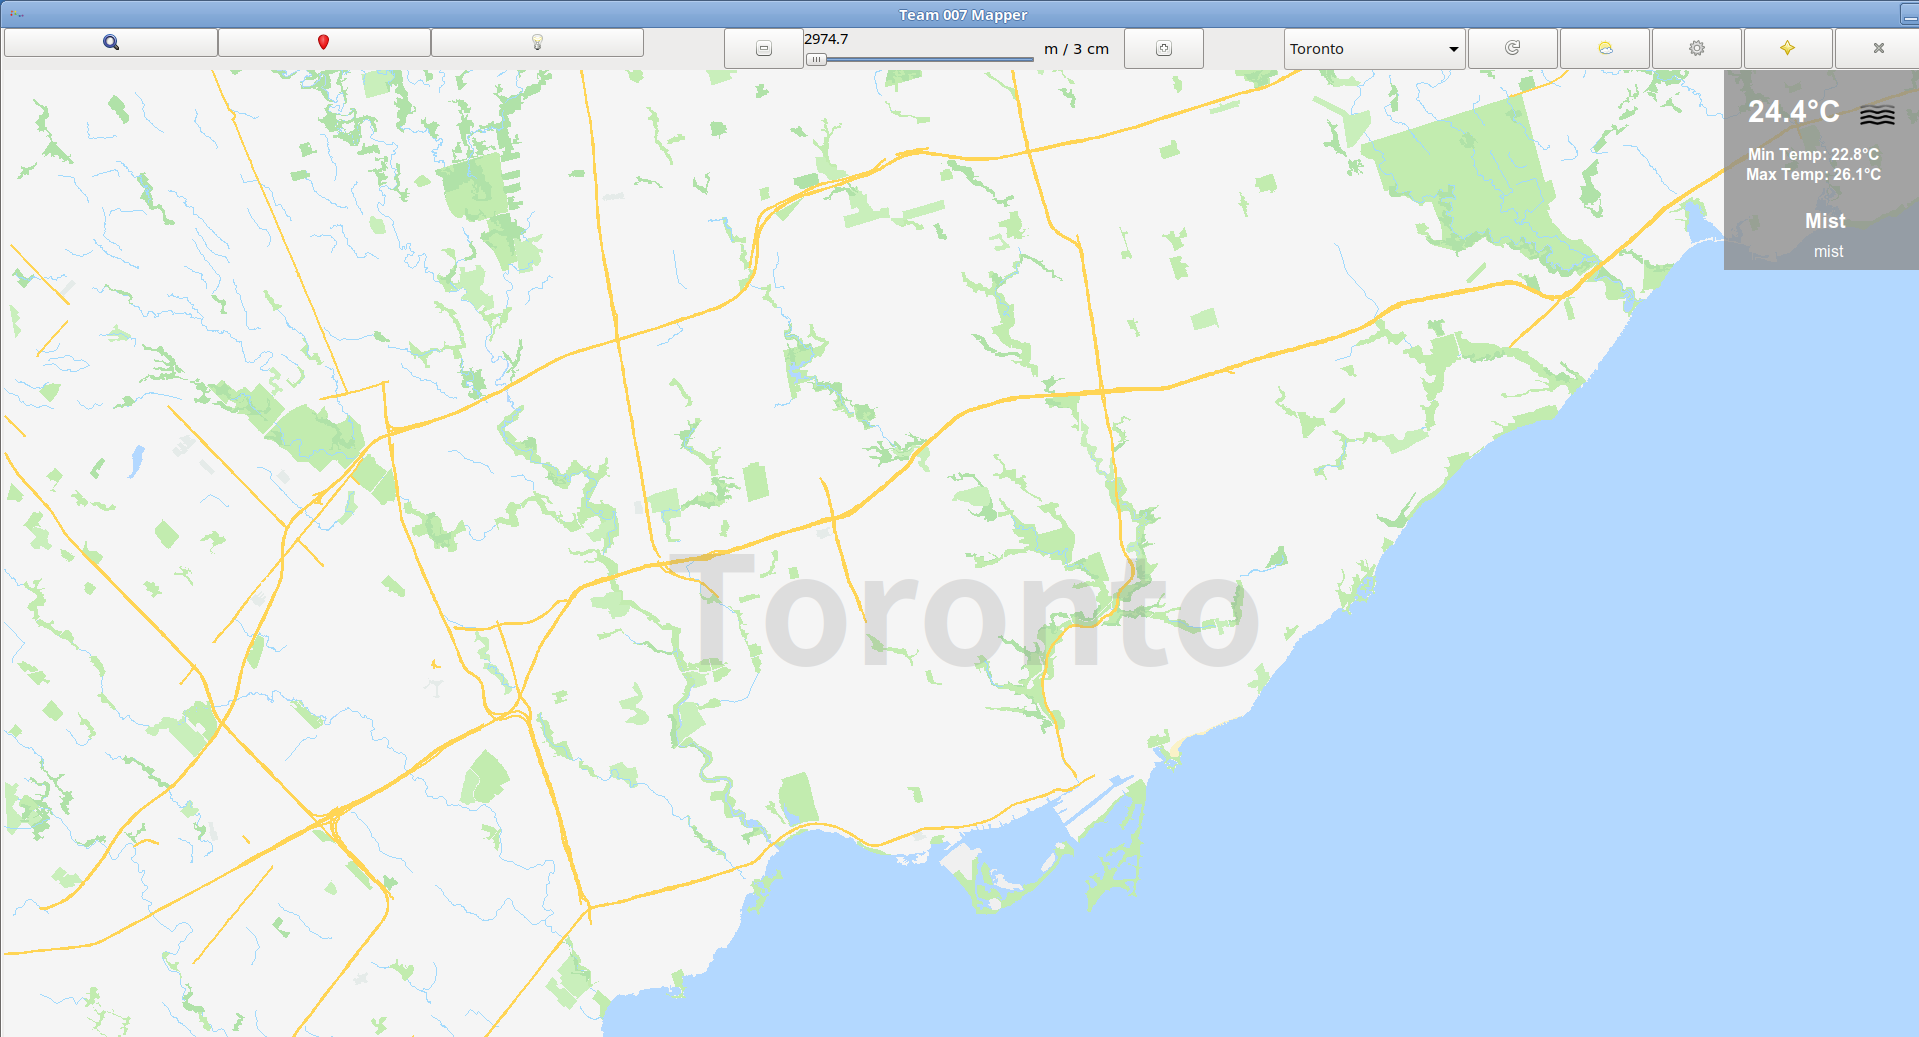 Team 007 Mapper
2974.7
m / 3 cm
Toronto
24.4°C
Min Temp: 22.8°C
Max Temp: 26.1°C
Mist
mist
Toronto